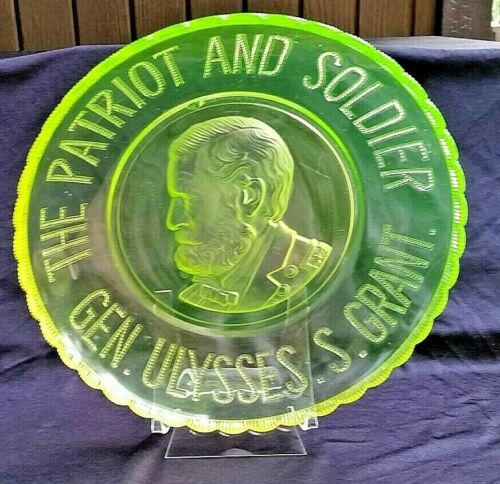 THE PATRIOT AND SOLDIER
GEN. ULYSSES. S. GRANT.